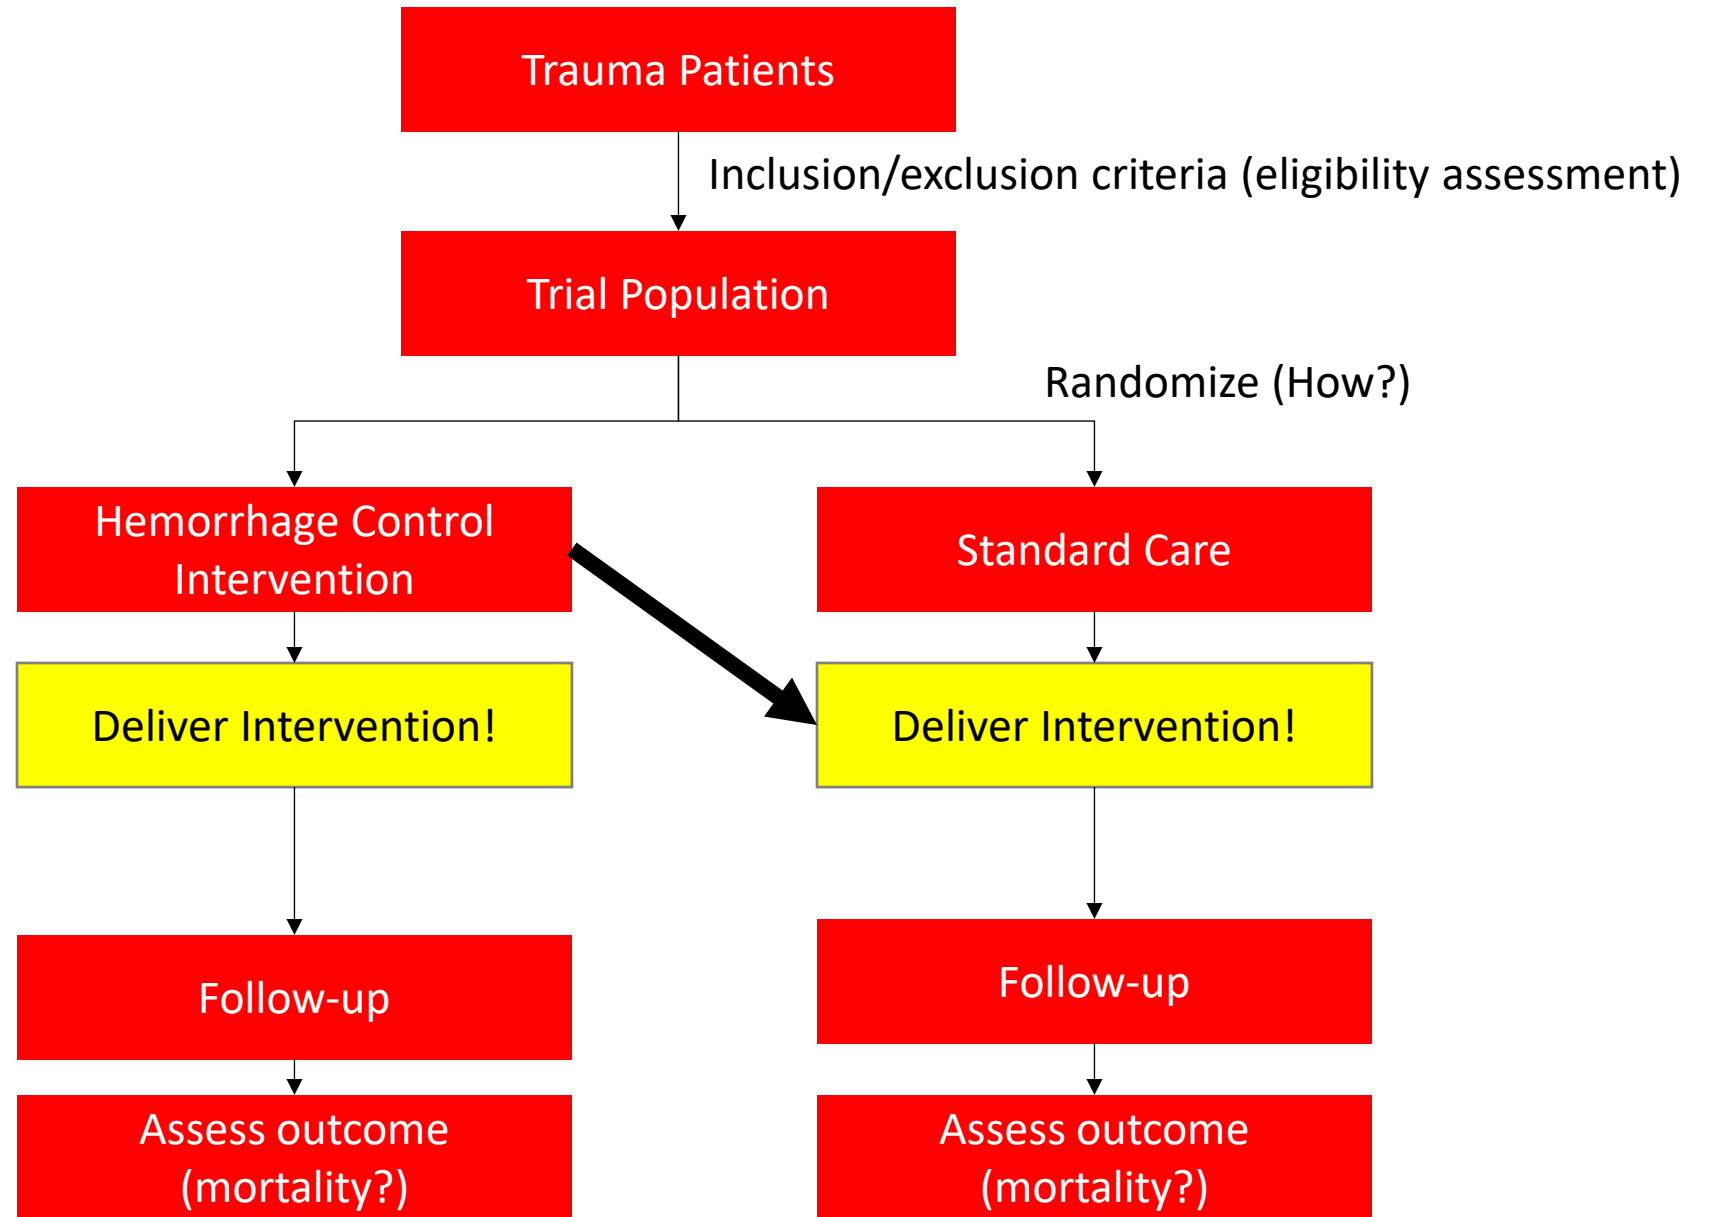 Trauma Patients
Inclusion/exclusion criteria (eligibility assessment)
Trial Population
Randomize (How?)
Hemorrhage Control
Intervention
Standard Care
Deliver Intervention!
Deliver Intervention!
Follow-up
Follow-up
Assess outcome
(mortality?)
Assess outcome
(mortality?)